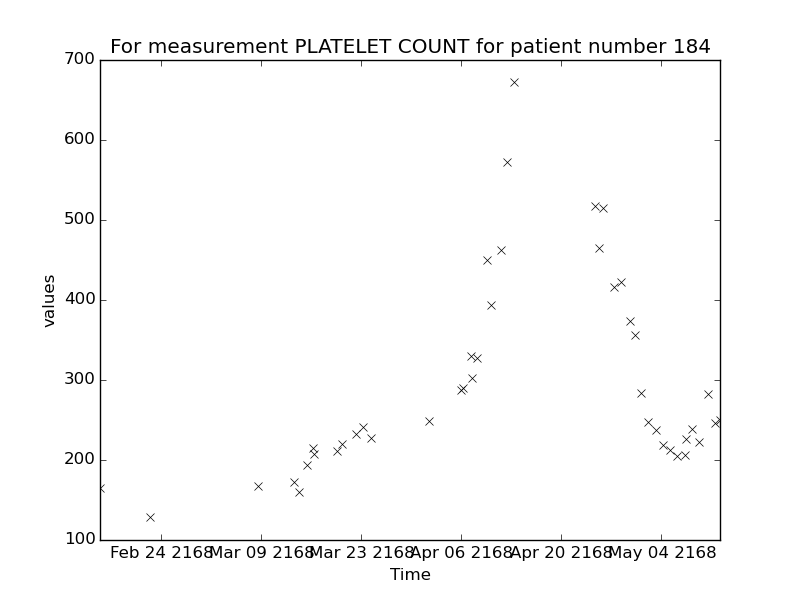 For measurement PLATELET COUNT for patient number 184
700
600
500
400
300
200
100
values
Feb 24 2168 Mar 09 2168 Mar 23 2168 Apr 06 2168 Apr 20 2168 May 04 2168
Time